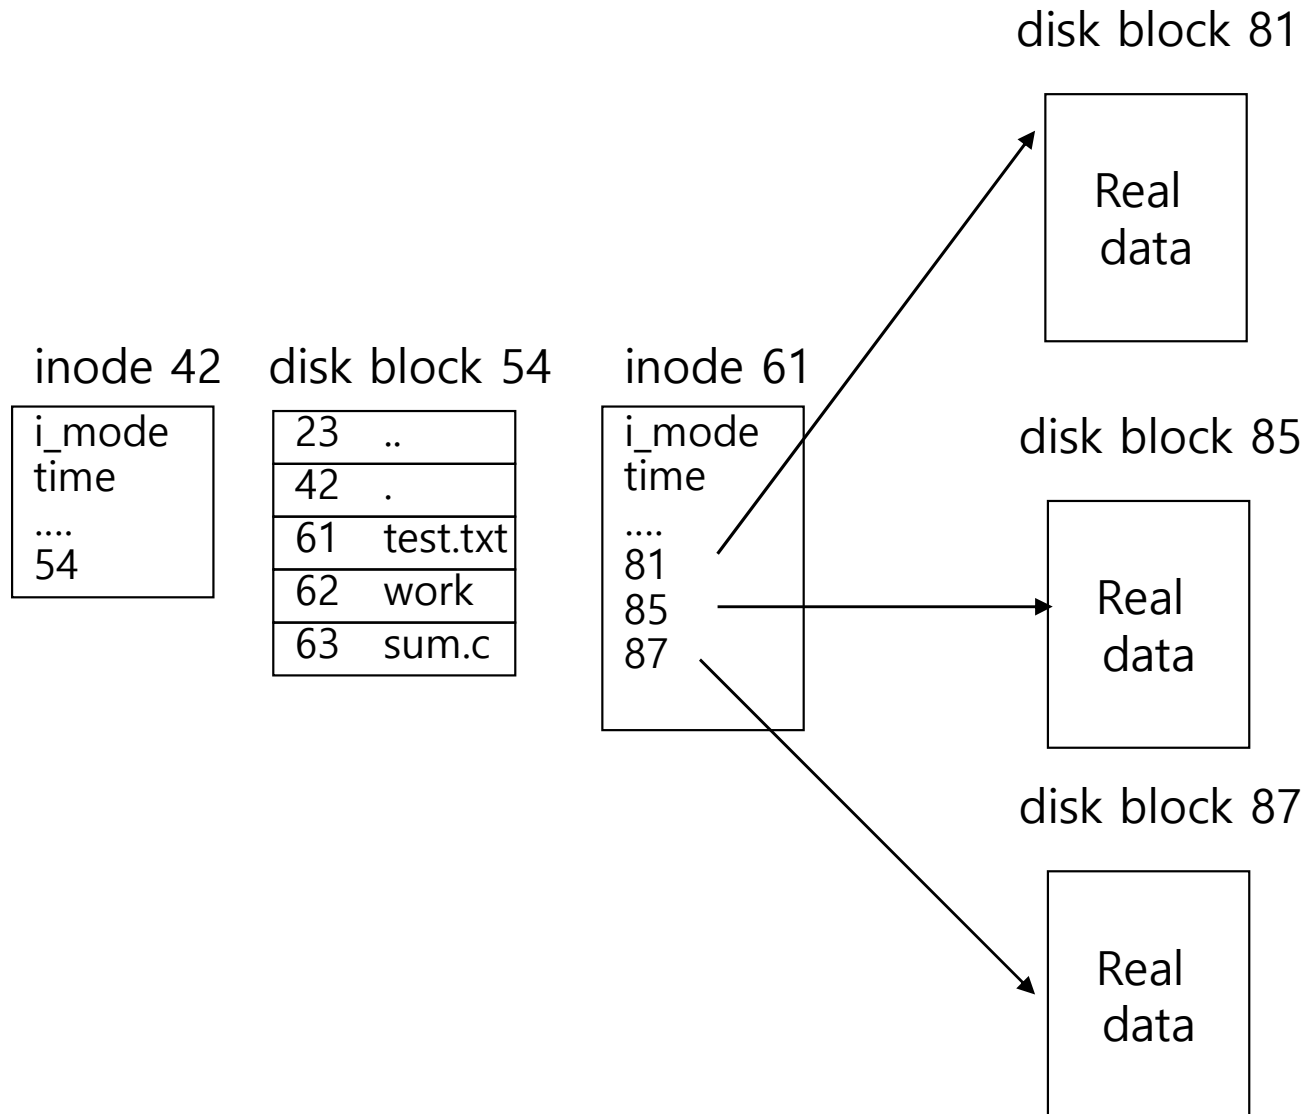 disk block 81
Real
data
inode 42
i_mode
time
....
54
disk block 54
23 ..
42 .
61 test.txt
62 work
63 sum.c
inode 61
i_mode
time
....
81
85
87
disk block 85
Real
data
disk block 87
Real
data